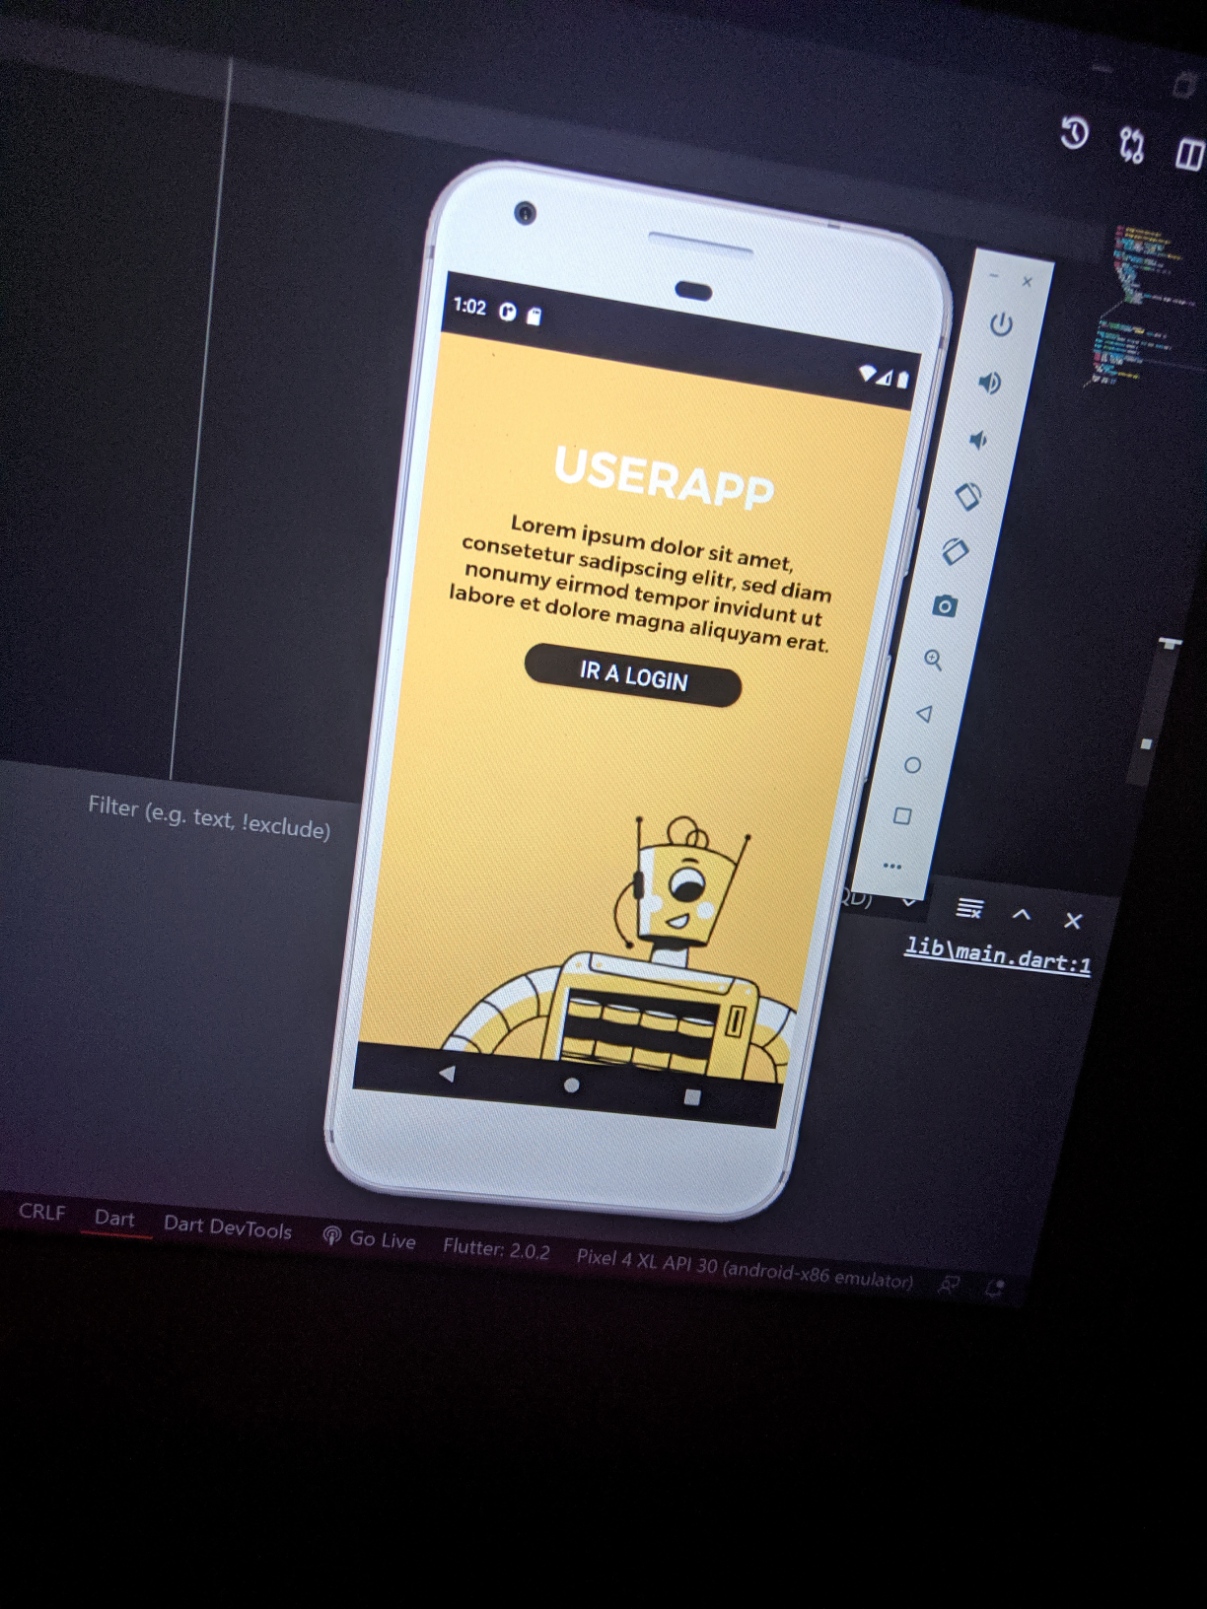 1:02
USERAPP
Lorem ipsum dolor sit amet,
consetetur sadipscing elitr, sed diam
nonumy eirmod tempor invidunt ut
labore et dolore magna aliquyam erat.
IR A LOGIN
Filter (e.g. text, !exclude)
lib\main.dart:1
CRLF
Dart
Dart DevTools
Go Live
Flutter: 2.0.2
Pixel 4 XL API 30 (android-x86 emulator)